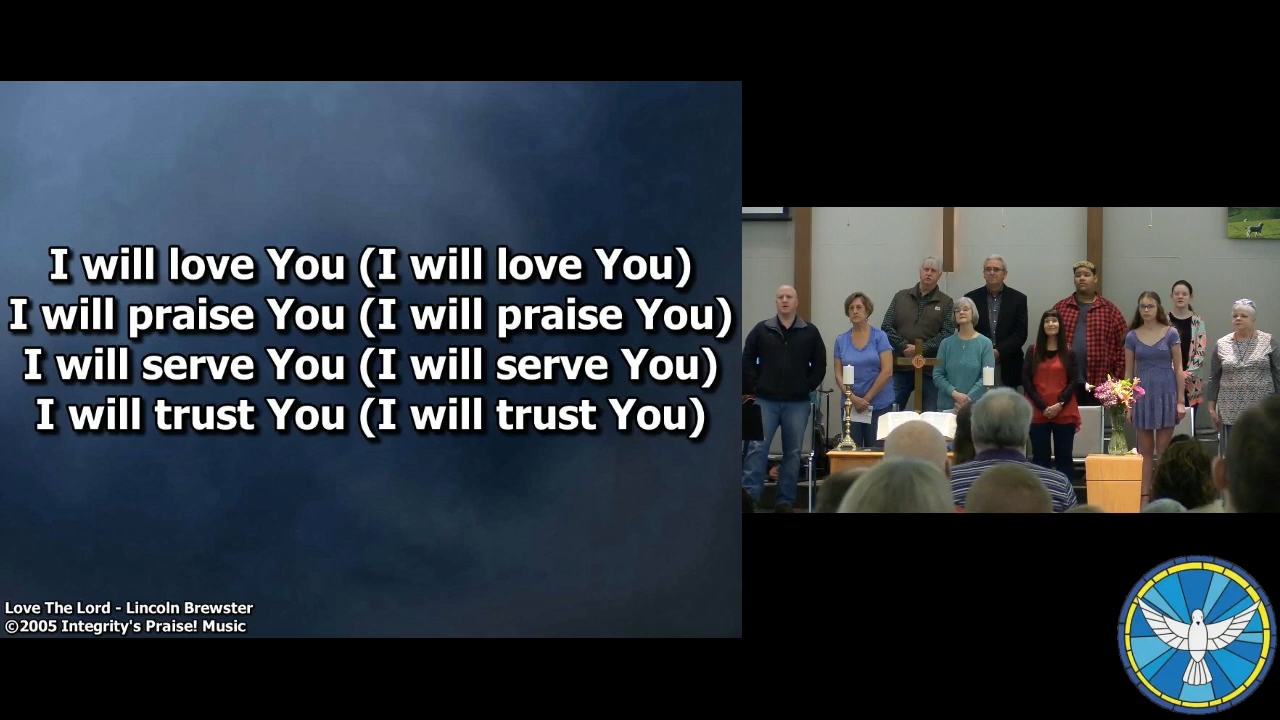 I will love You (I will love You)
I will praise You (I will praise You)
I will serve You (I will serve You)
I will trust You (I will trust You)
Love The Lord - Lincoln Brewster
©2005 Integrity's Praise! Music